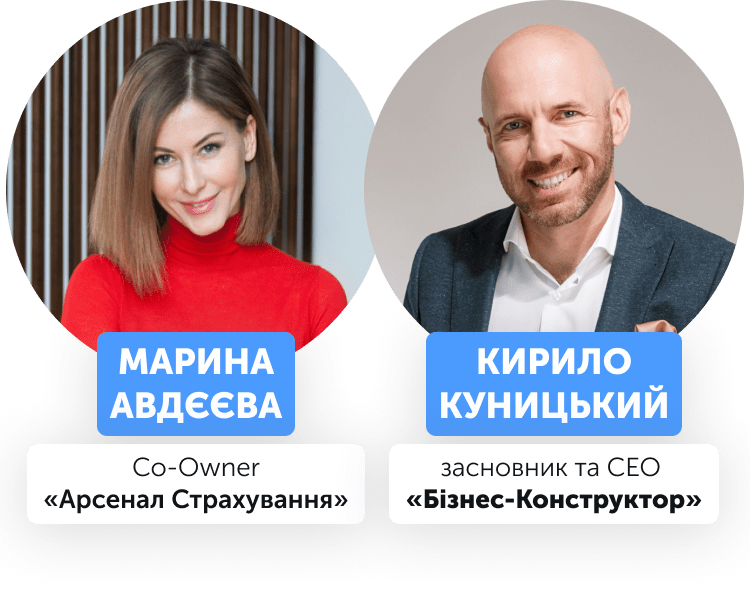 МАРИНА
АВДЄЄВА
Co-Owner
«Арсенал Страхування»
КИРИЛО
КУНИЦЬКИЙ
засновник та CEO
«Бізнес-Конструктор»